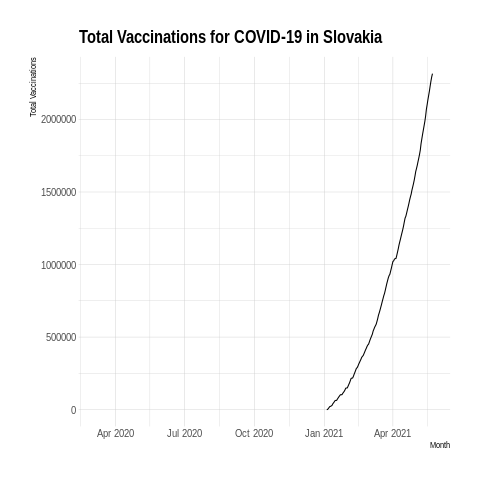 Total Vaccinations for COVID-19 in Slovakia
Total Vaccinations
2000000
1500000
1000000
500000
0
Apr 2020 Jul 2020 Oct 2020 Jan 2021 Apr 2021
Month